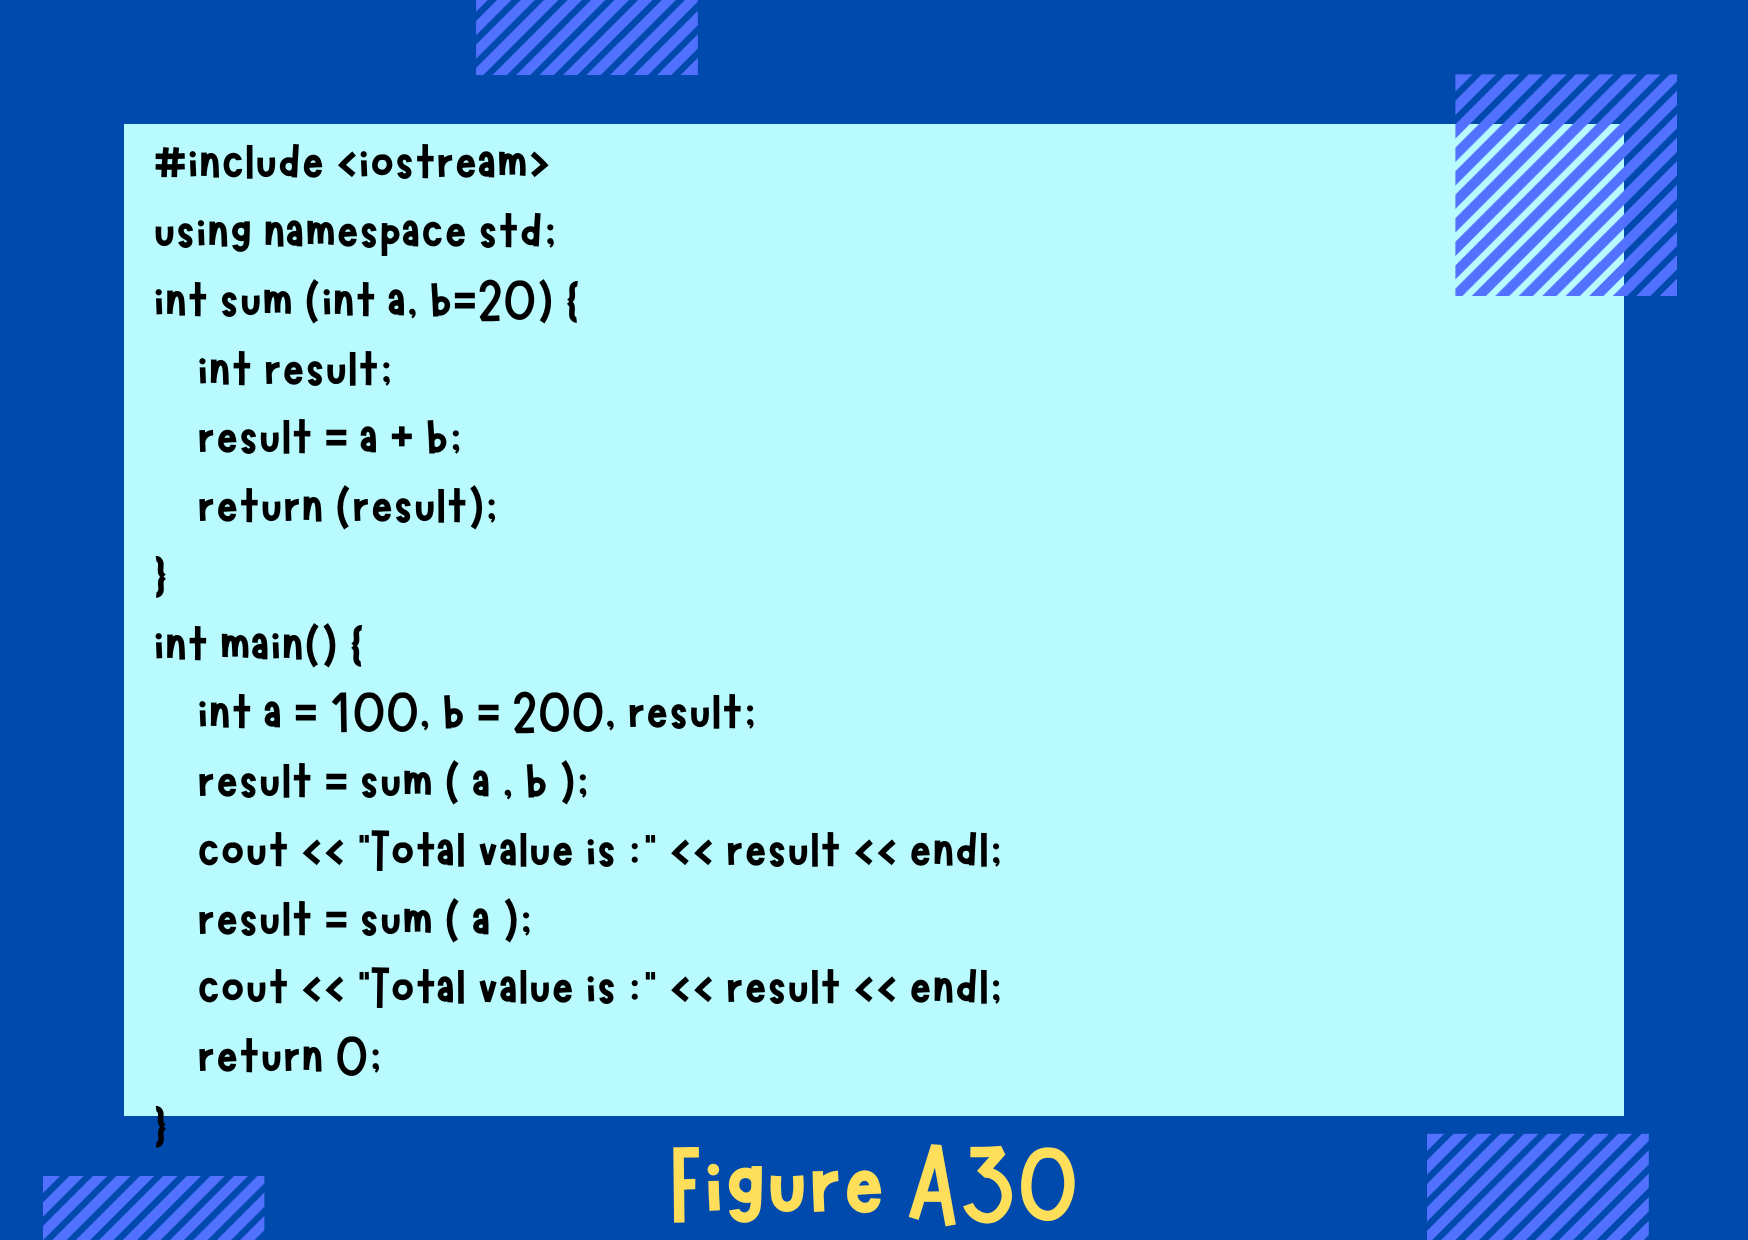 #include <iostream>
using namespace std;
int sum (int a, b=20) {
int result;
result = a + b;
return (result);
}
int main() {
int a = 100, b = 200, result;
result = sum ( a , b );
cout << "Total value is :" << result << endl;
result = sum ( a );
cout << "Total value is :" << result << endl;
return 0;
}
Figure A30